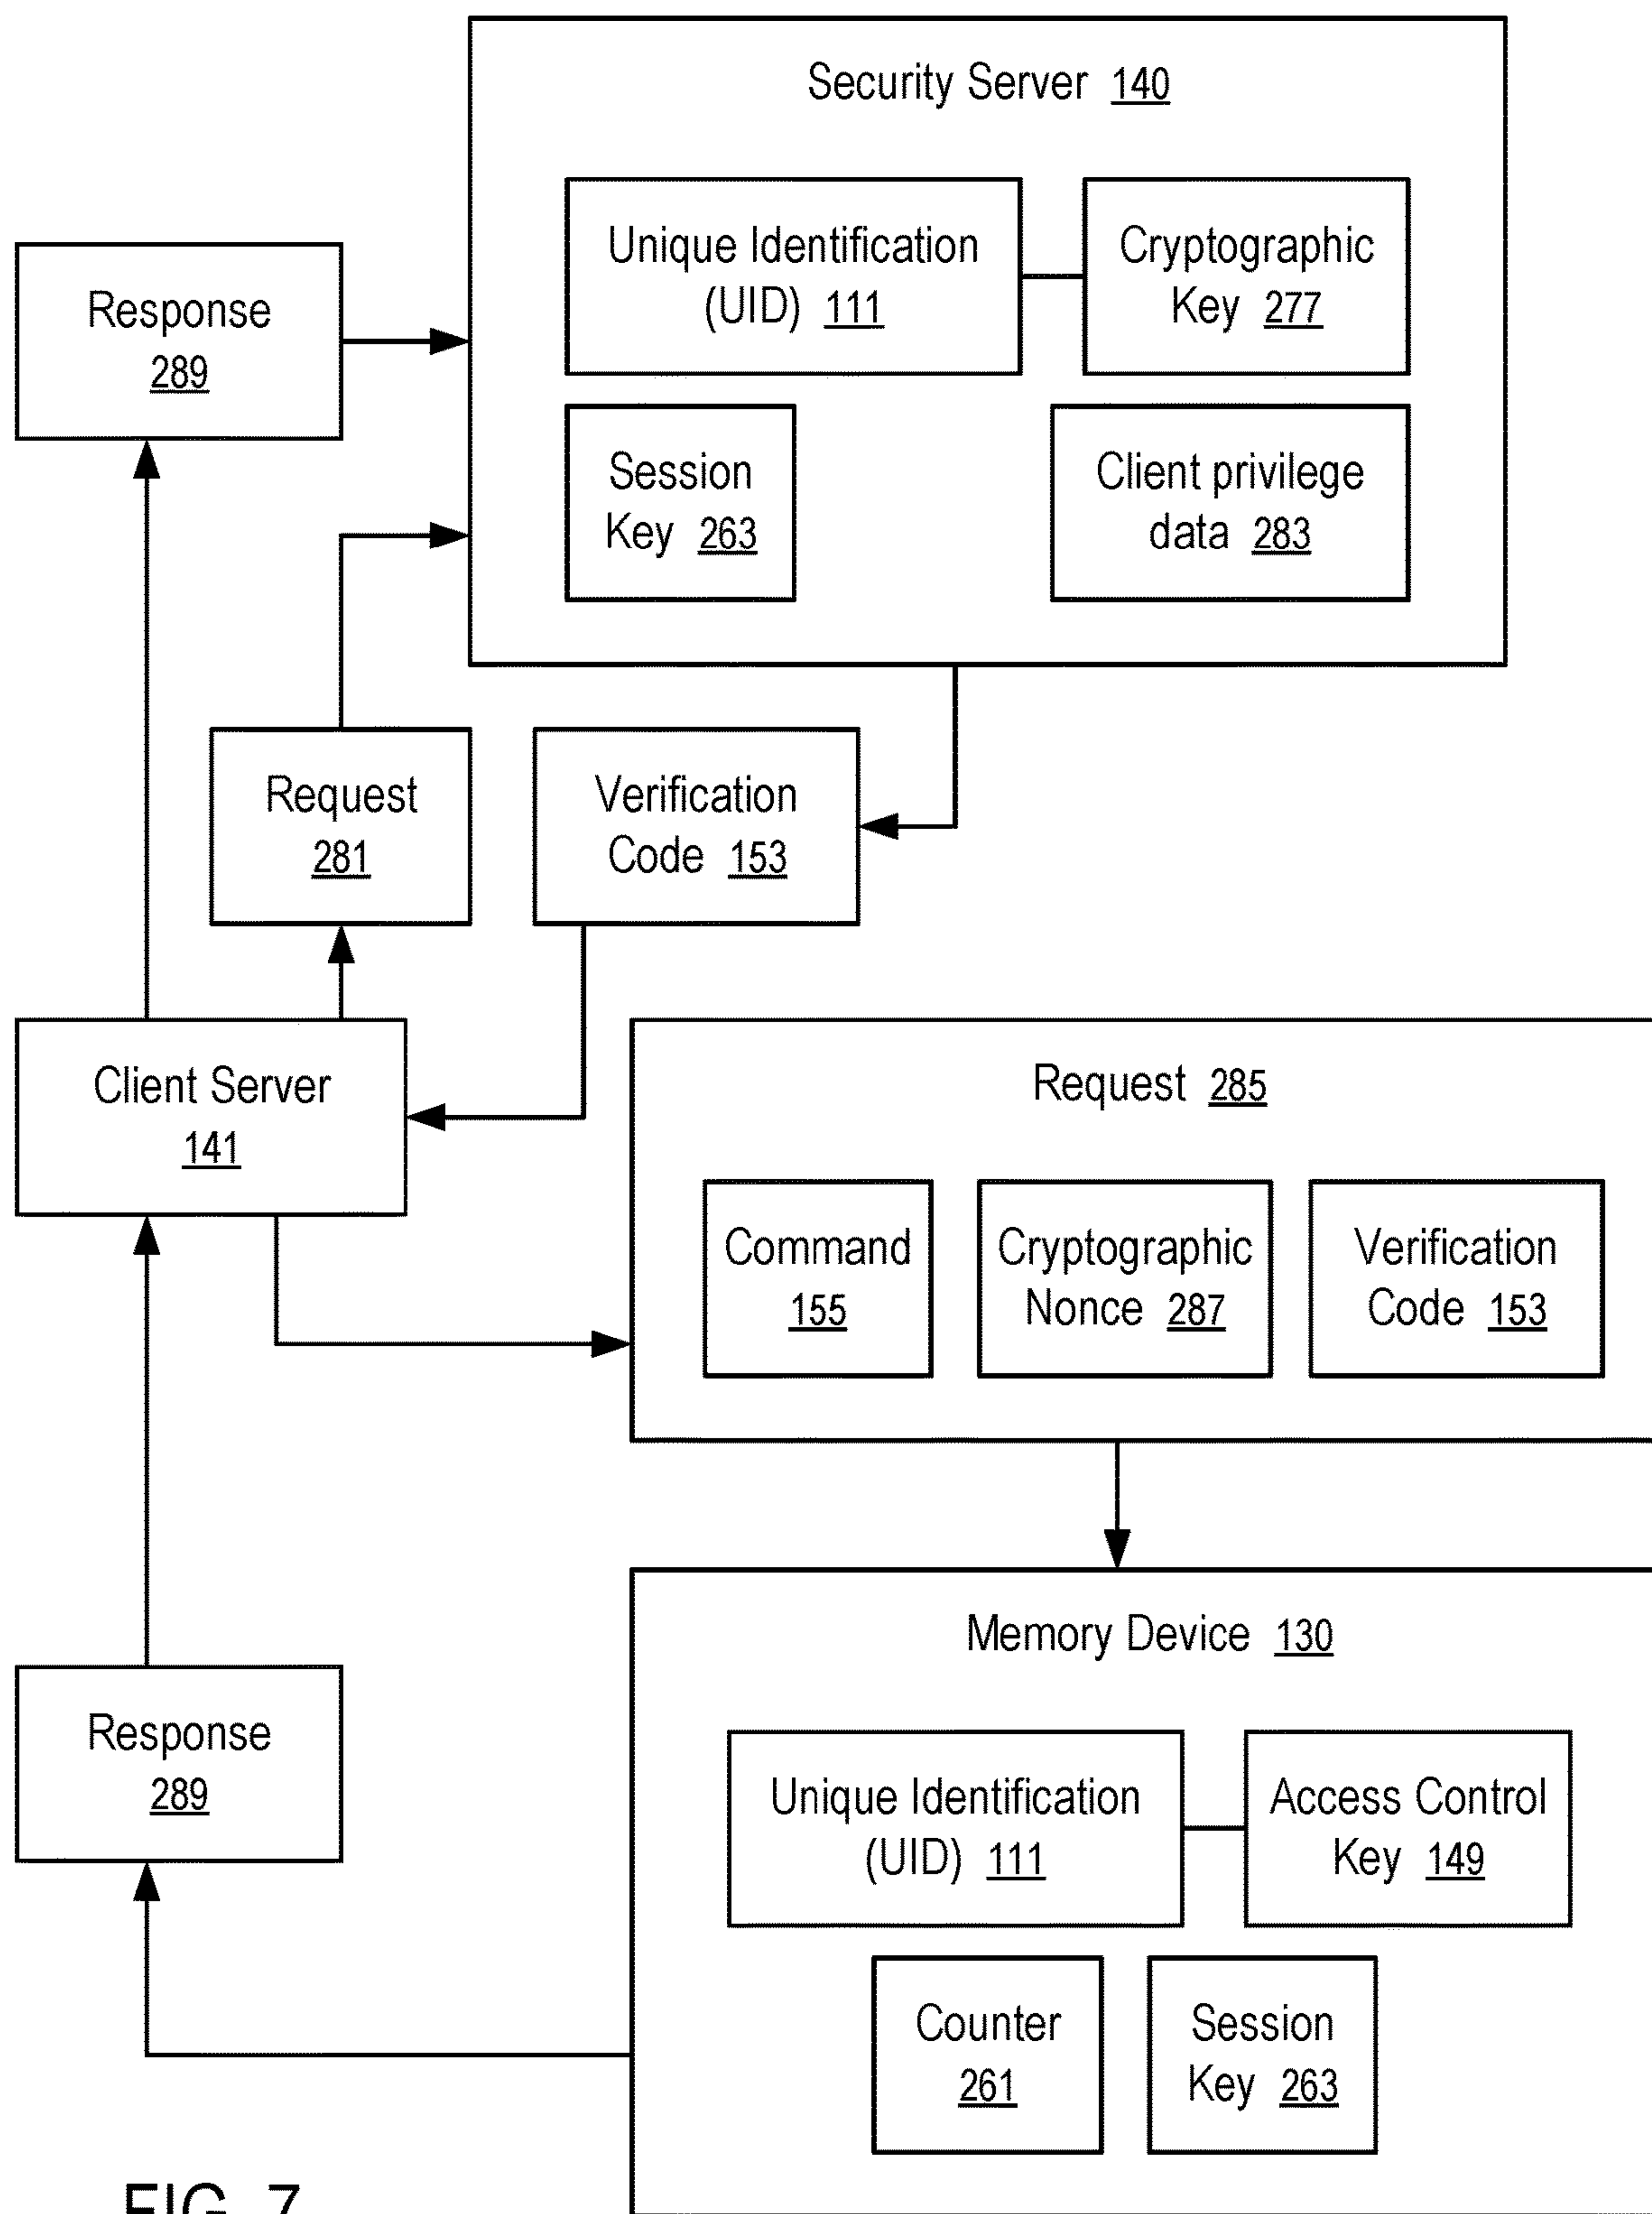 Security Server 140
Unique Identification
(UID) 111
Cryptographic
Key 277
Response
289
Session
Key 263
Client privilege
data 283
Request
281
Verification
Code 153
Client Server
141
Request 285
Command
155
Cryptographic
Nonce 287
Verification
Code 153
Memory Device 130
Response
289
Unique Identification
(UID) 111
Access Control
Key 149
Counter
261
Session
Key 263
FIG. 7